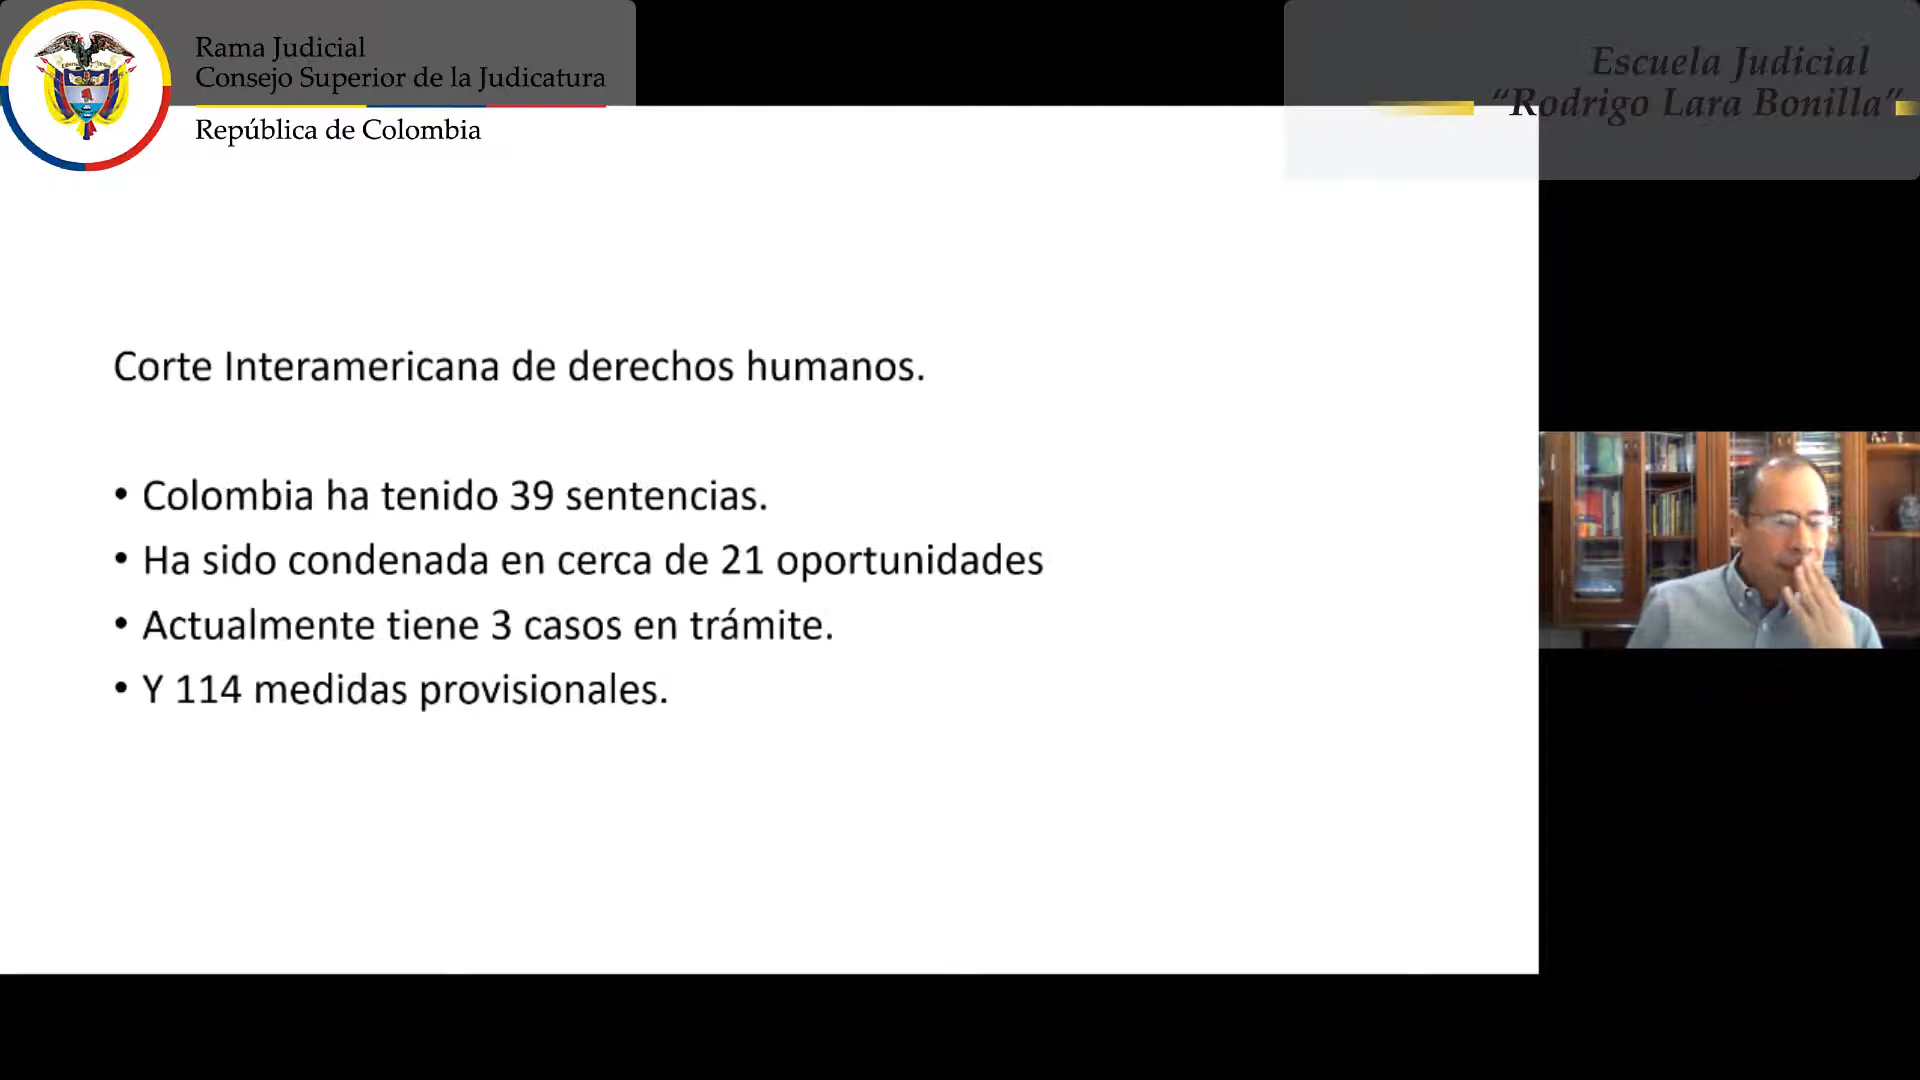 Rama Judicial
Consejo Superior de la Judicatura
República de Colombia
Escuela Judicial
“Rodrigo Lara Bonilla”
Corte Interamericana de derechos humanos.
• Colombia ha tenido 39 sentencias.
• Ha sido condenada en cerca de 21 oportunidades
• Actualmente tiene 3 casos en trámite.
• Y 114 medidas provisionales.